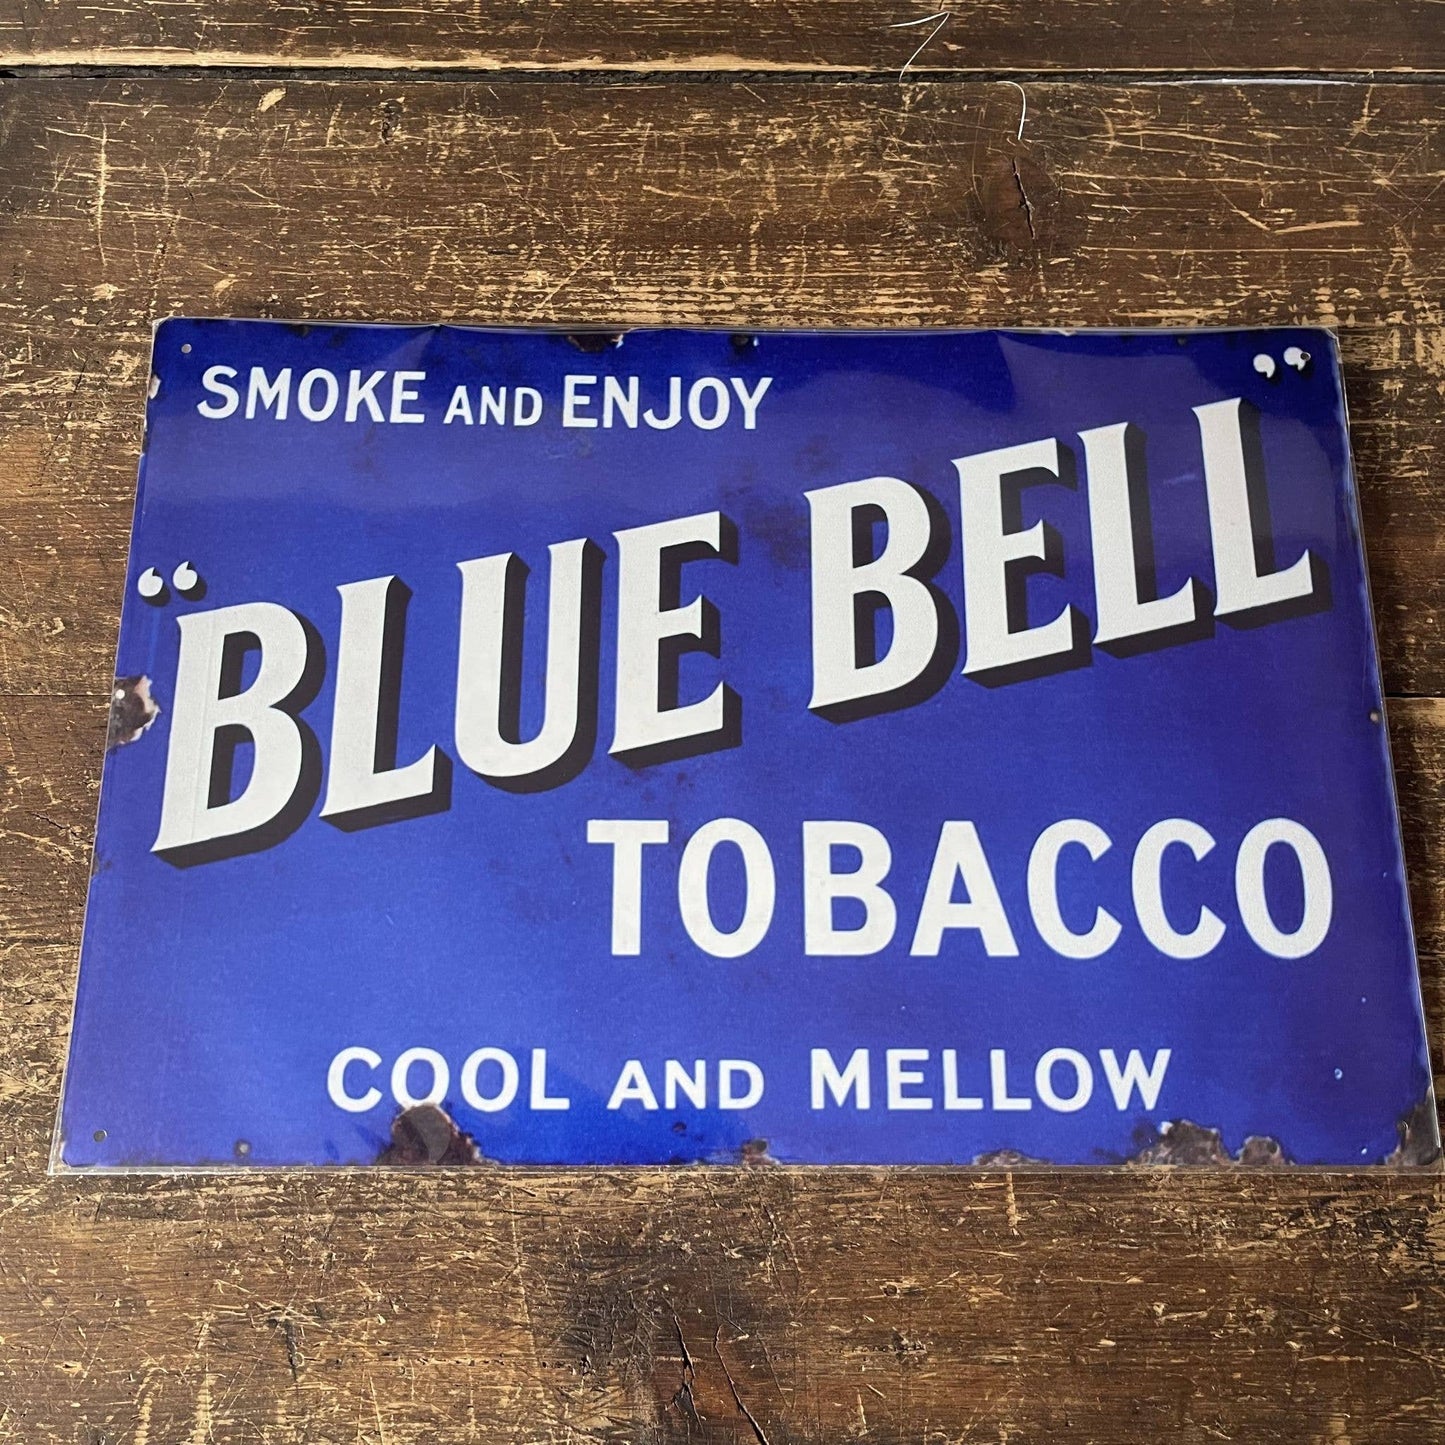 SMOKE AND ENJOY
“BLUE BELL”
TOBACCO
COOL AND MELLOW